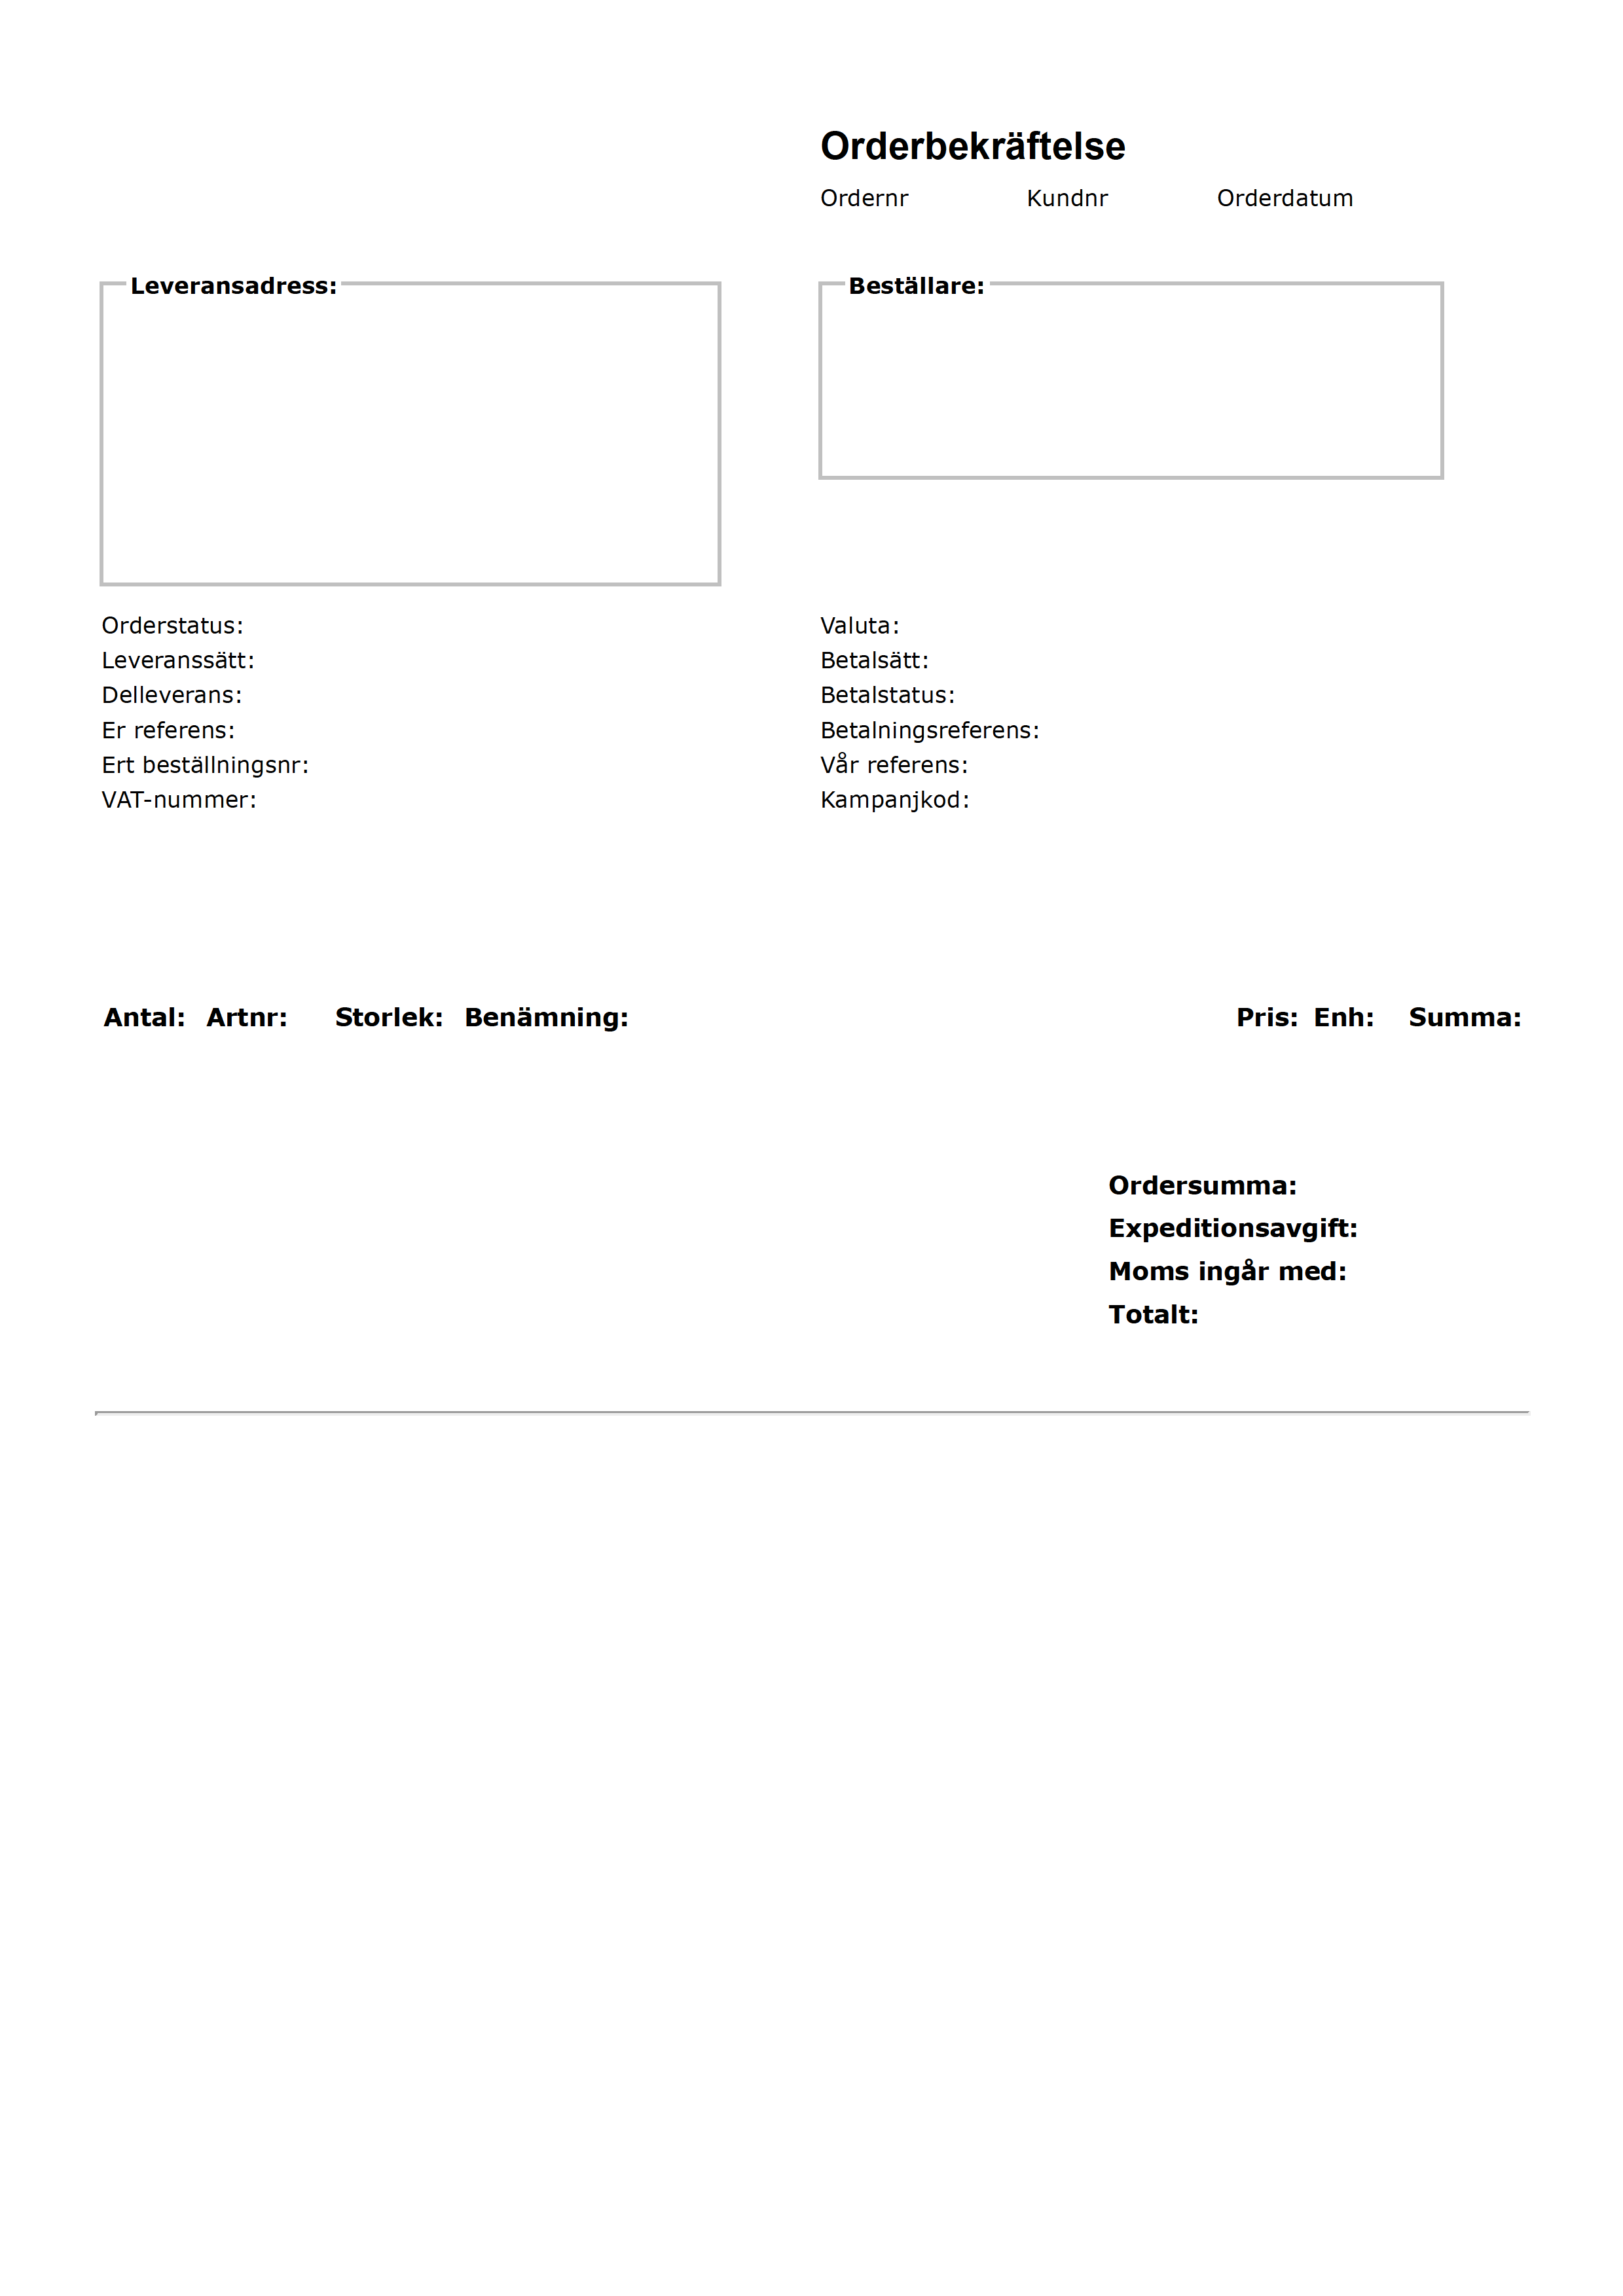 Orderbekräftelse
Ordernr Kundnr Orderdatum
Leveransadress: Beställare:
Orderstatus: Valuta:
Leveranssätt: Betalsätt:
Delleverans: Betalstatus:
Er referens: Betalningsreferens:
Ert beställningsnr: Vår referens:
VAT-nummer: Kampanjkod:
Antal: Artnr: Storlek: Benämning: Pris: Enh: Summa:
Ordersumma:
Expeditionsavgift:
Moms ingår med:
Totalt: